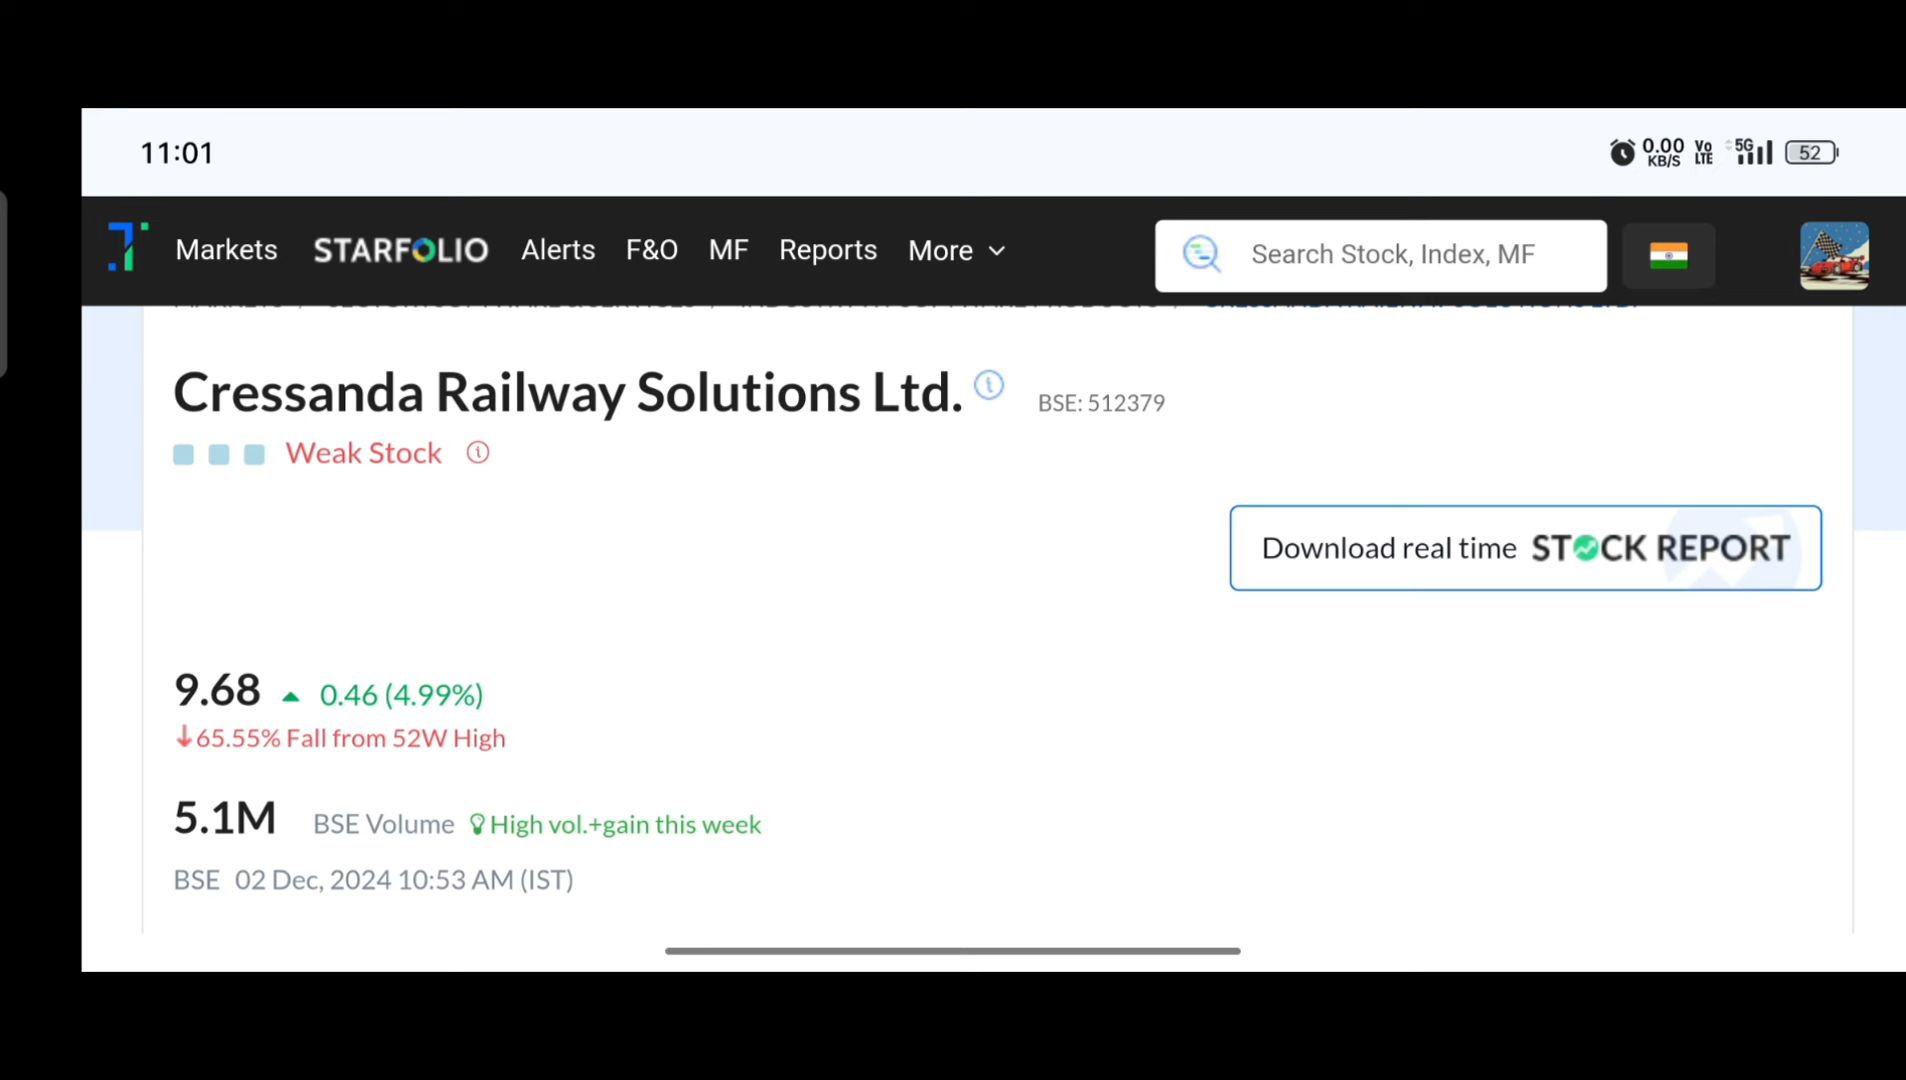 11:01
0.00 KB/S Vo LTE 5G 52
Markets STARFOLIO Alerts F&O MF Reports More Search Stock, Index, MF
Cressanda Railway Solutions Ltd. BSE: 512379
Weak Stock
Download real time STOCK REPORT
9.68 0.46 (4.99%)
↓65.55% Fall from 52W High
5.1M BSE Volume High vol.+gain this week
BSE 02 Dec, 2024 10:53 AM (IST)